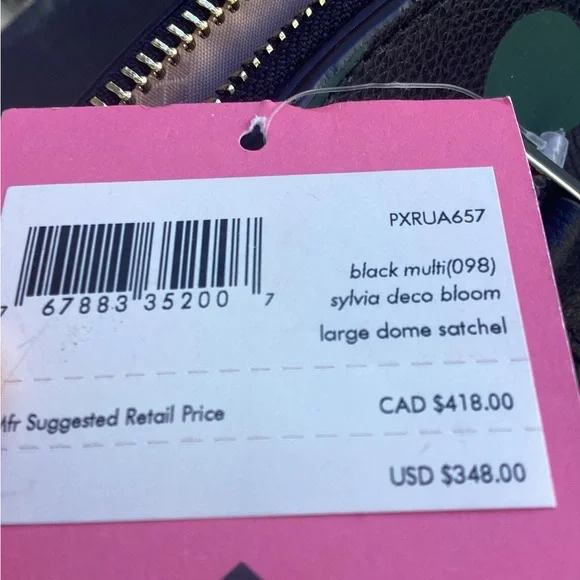 PXRUA657
7 67883 35200 7
black multi(098)
sylvia deco bloom
large dome satchel
Mfr Suggested Retail Price
CAD $418.00
USD $348.00